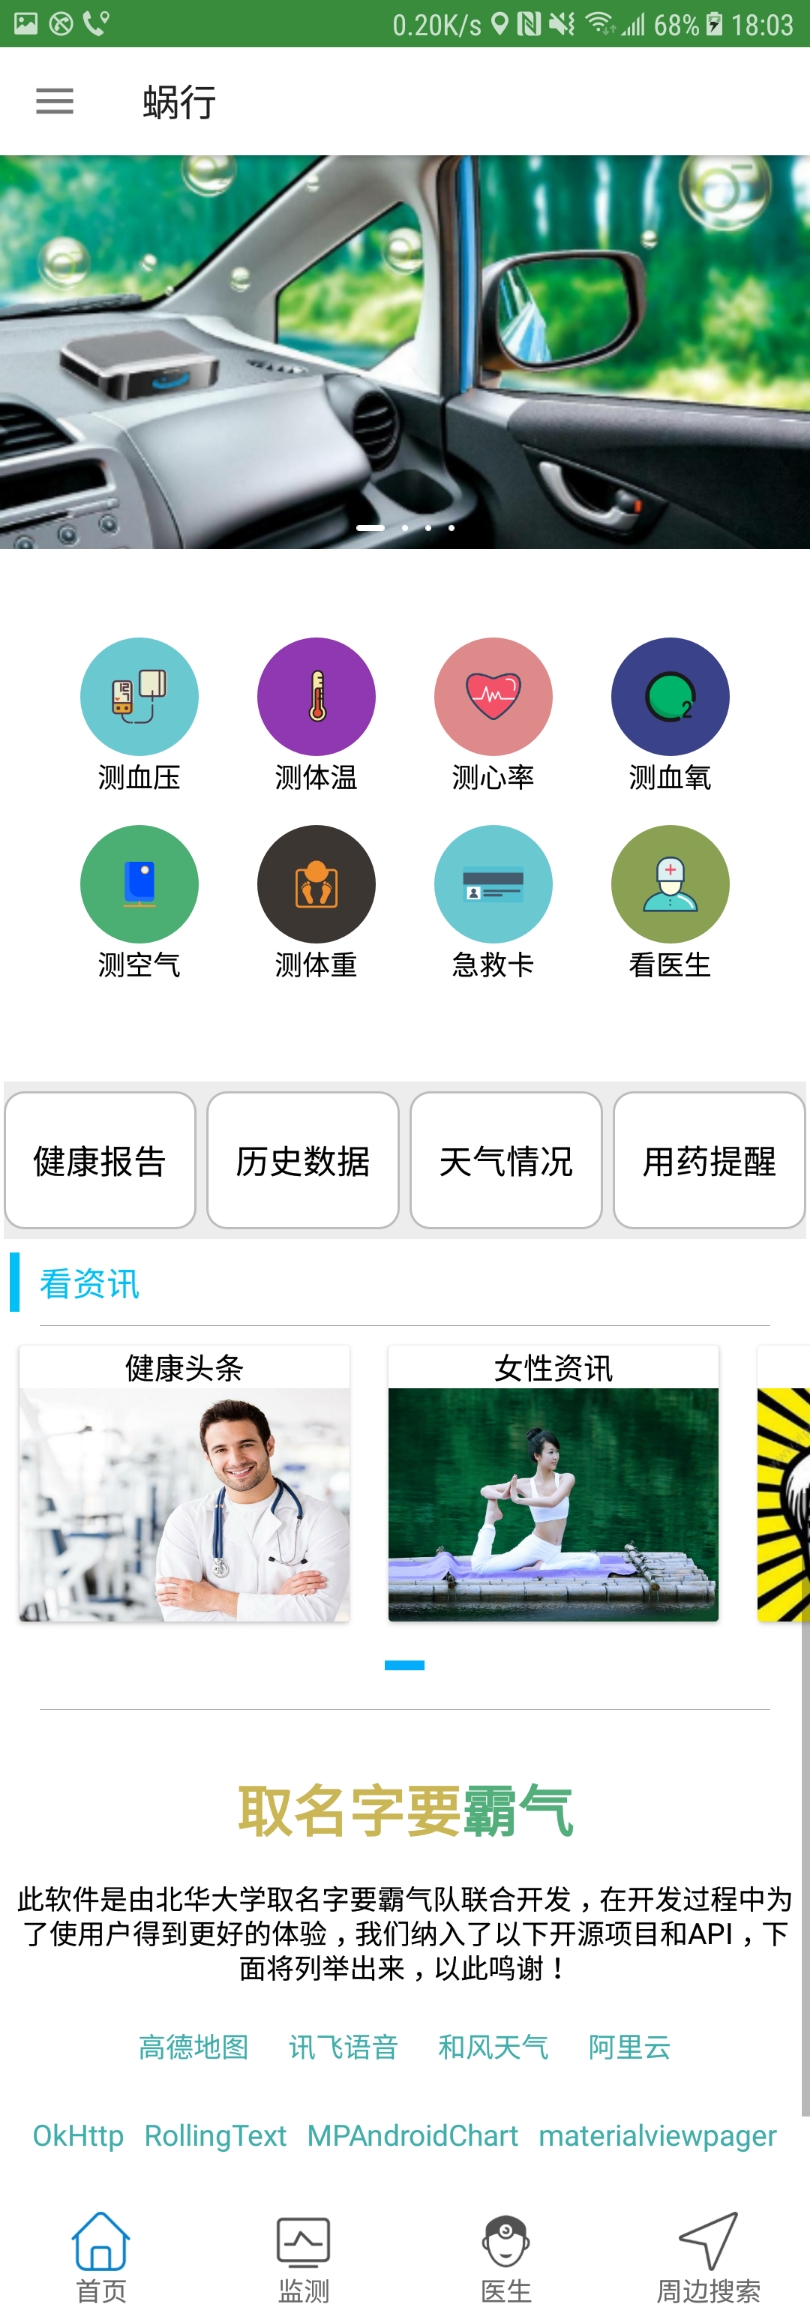 0.20K/s 68% 18:03
蜗行
测血压 测体温 测心率 测血氧
测空气 测体重 急救卡 看医生
健康报告 历史数据 天气情况 用药提醒
看资讯
健康头条 女性资讯
取名字要霸气
此软件是由北华大学取名字要霸气队联合开发，在开发过程中为
了使用户得到更好的体验，我们纳入了以下开源项目和API，下
面将列举出来，以此鸣谢！
高德地图 讯飞语音 和风天气 阿里云
OkHttp RollingText MPAndroidChart materialviewpager
首页 监测 医生 周边搜索